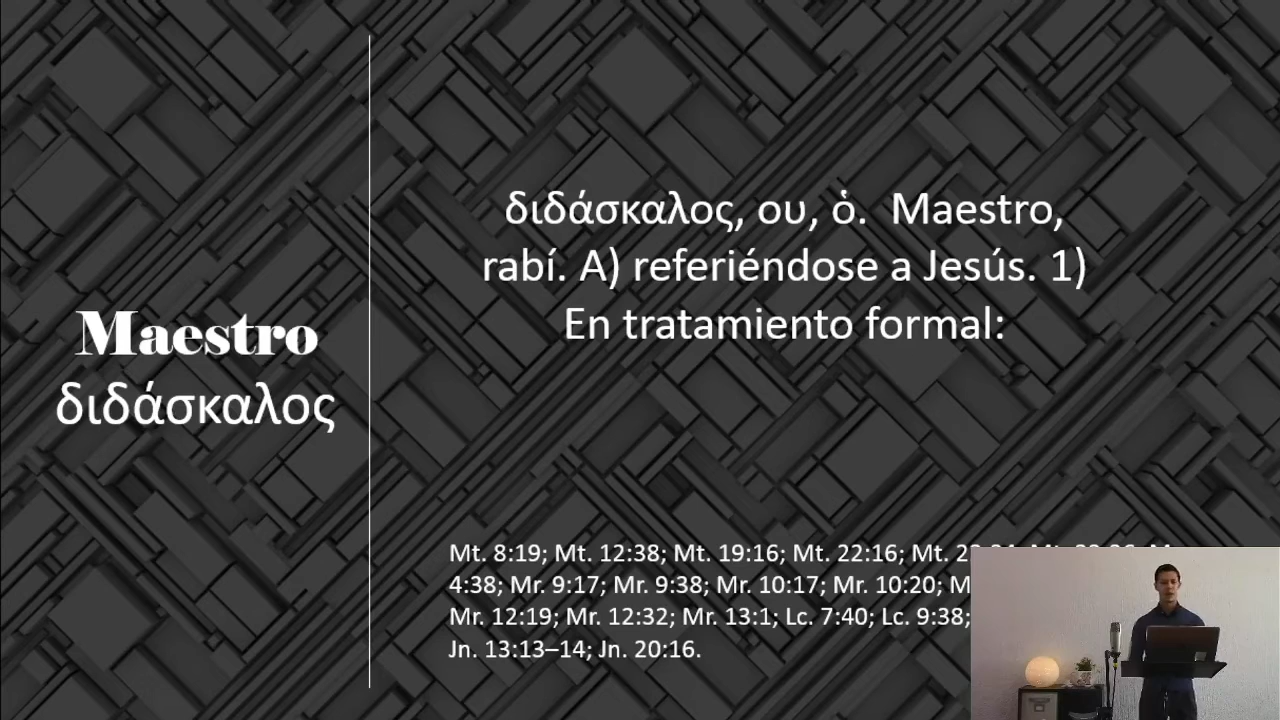 Maestro
διδάσκαλος
διδάσκαλος, ου, ὁ. Maestro,
rabí. A) referiéndose a Jesús. 1)
En tratamiento formal:
Mt. 8:19; Mt. 12:38; Mt. 19:16; Mt. 22:16; Mt.
4:38; Mr. 9:17; Mr. 9:38; Mr. 10:17; Mr. 10:20;
Mr. 12:19; Mr. 12:32; Mr. 13:1; Lc. 7:40; Lc. 9:38;
Jn. 13:13–14; Jn. 20:16.